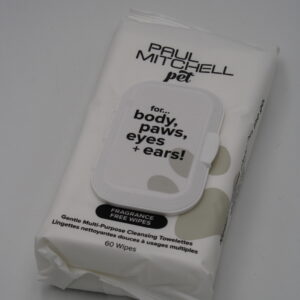 PAUL
MITCHELL
pet
for...
body,
paws,
eyes
+ ears!
FRAGRANCE
FREE WIPES
Gentle Multi-Purpose Cleansing Towelettes
Lingettes nettoyantes douces à usages multiples
60 Wipes